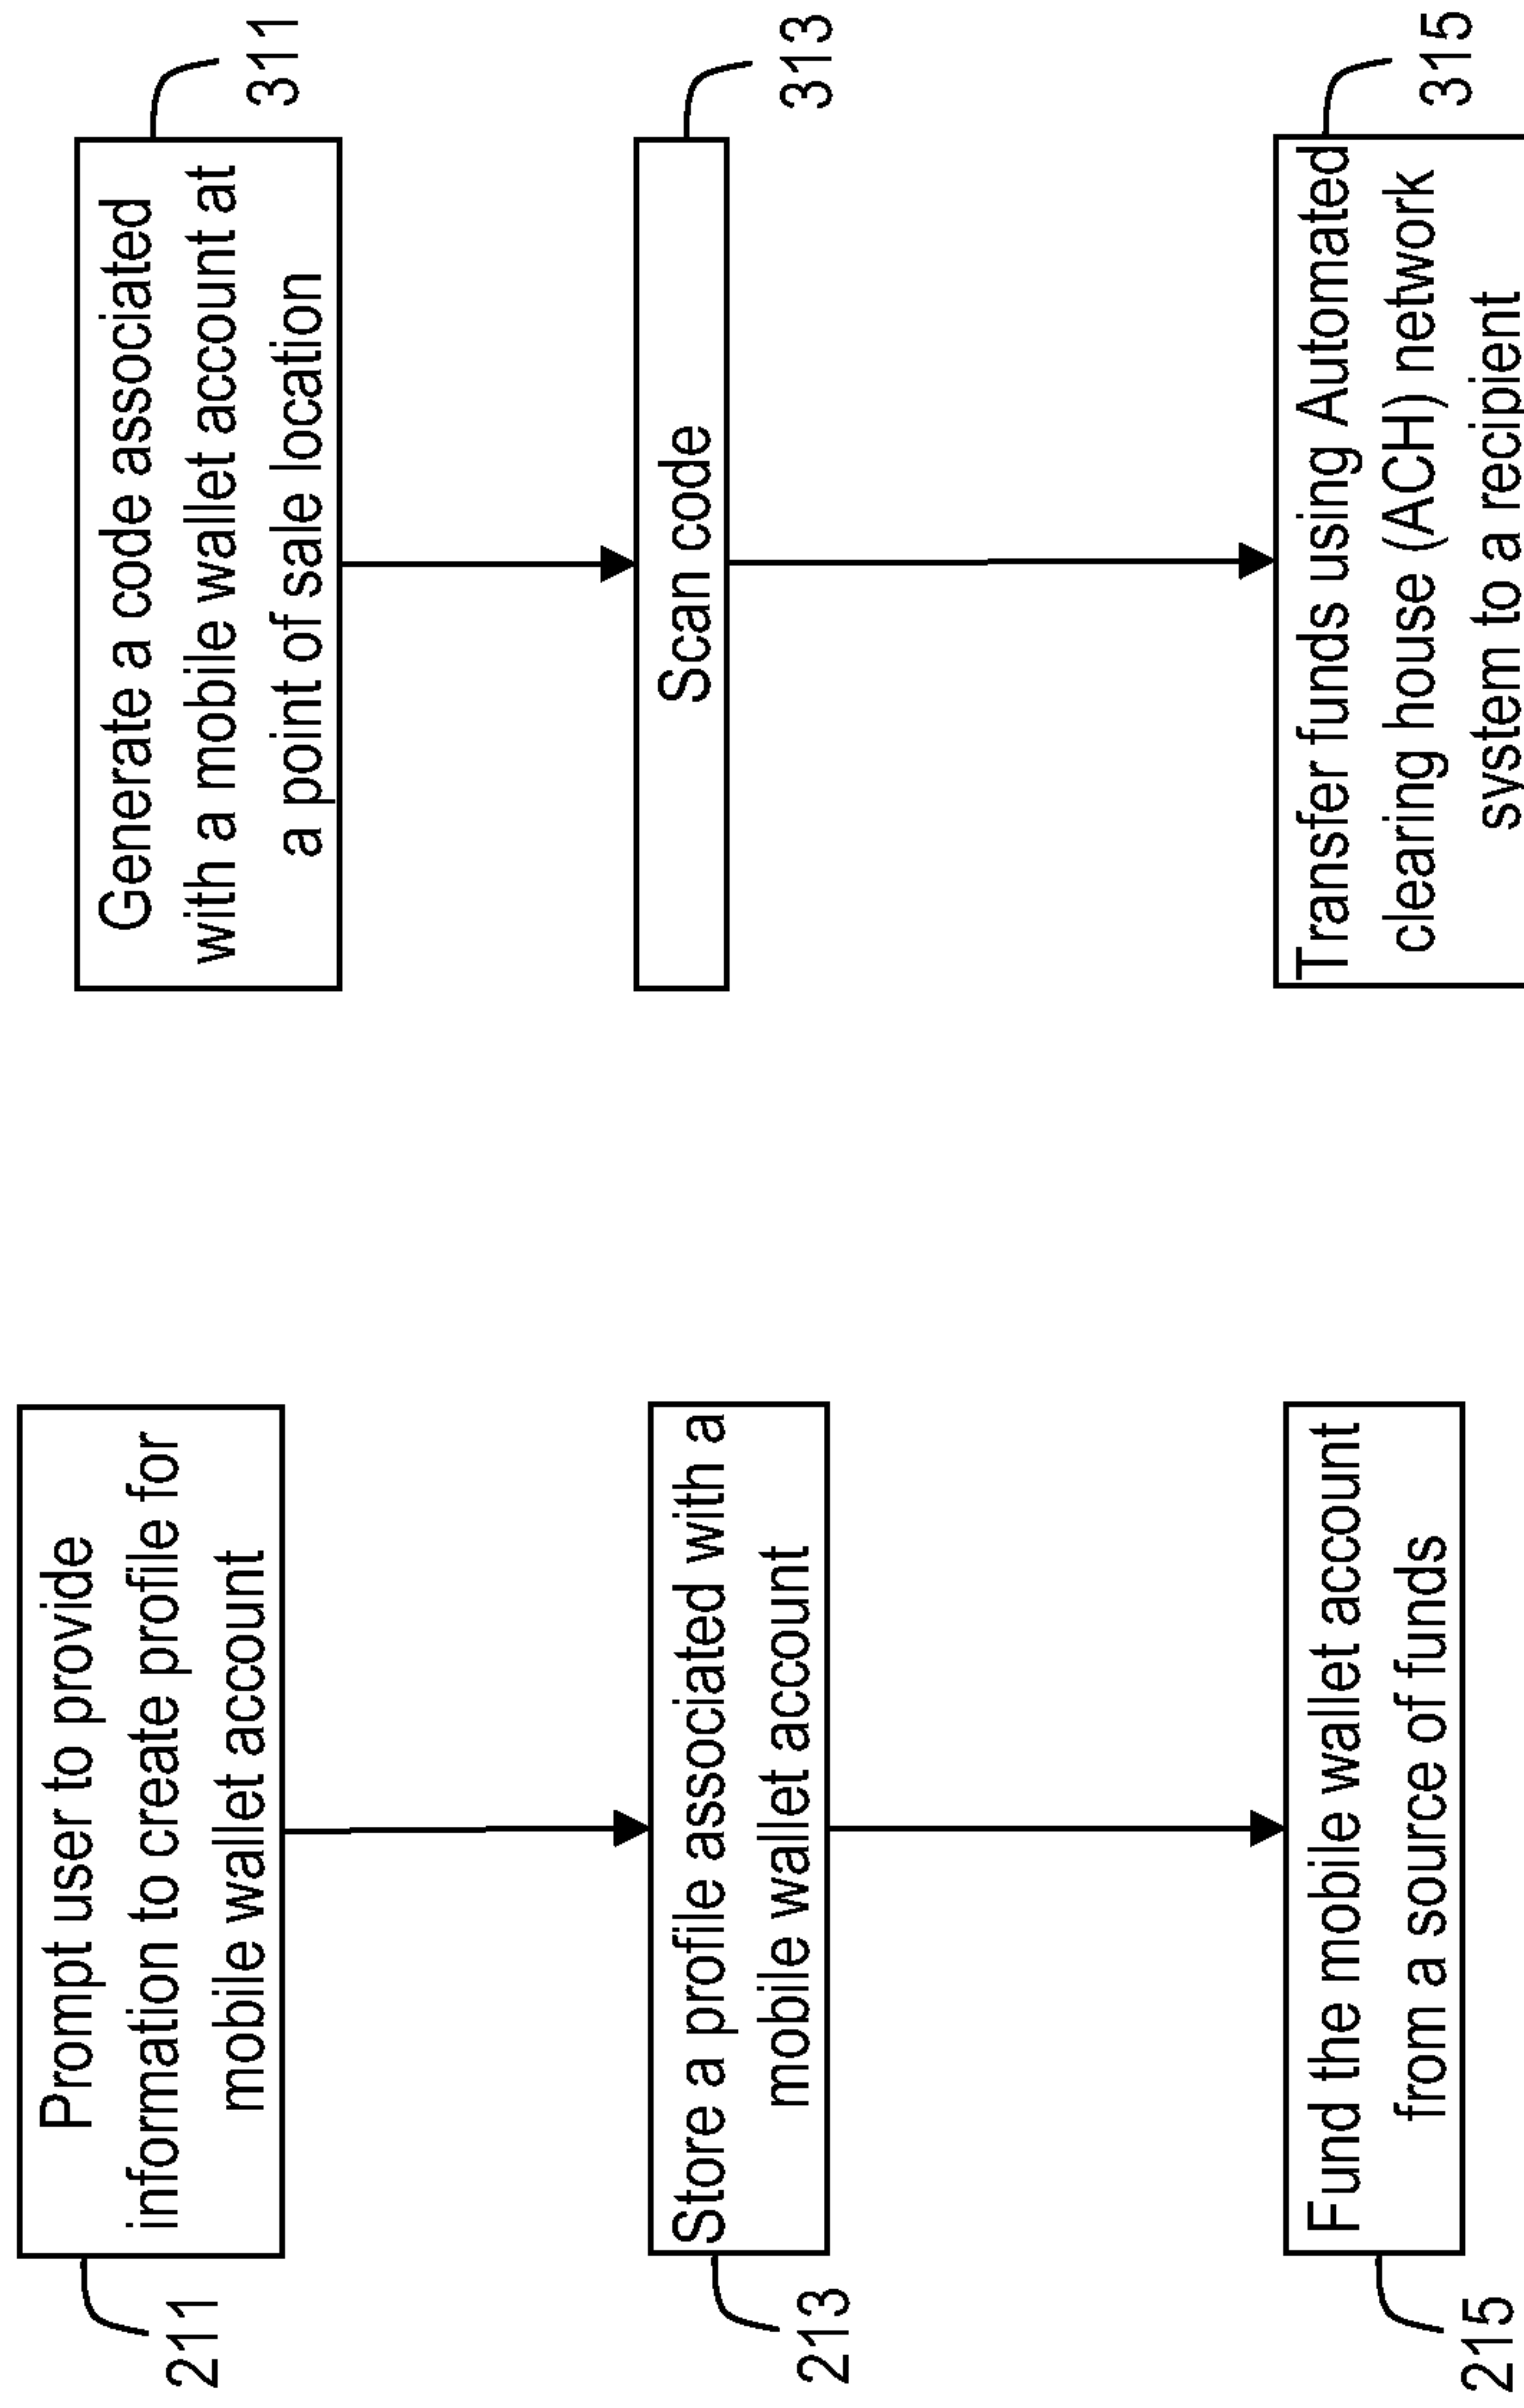 211
Prompt user to provide
information to create profile for
mobile wallet account
213
Store a profile associated with a
mobile wallet account
215
Fund the mobile wallet account
from a source of funds
Generate a code associated
with a mobile wallet account at
a point of sale location
311
Scan code
313
Transfer funds using Automated
clearing house (ACH) network
system to a recipient
315